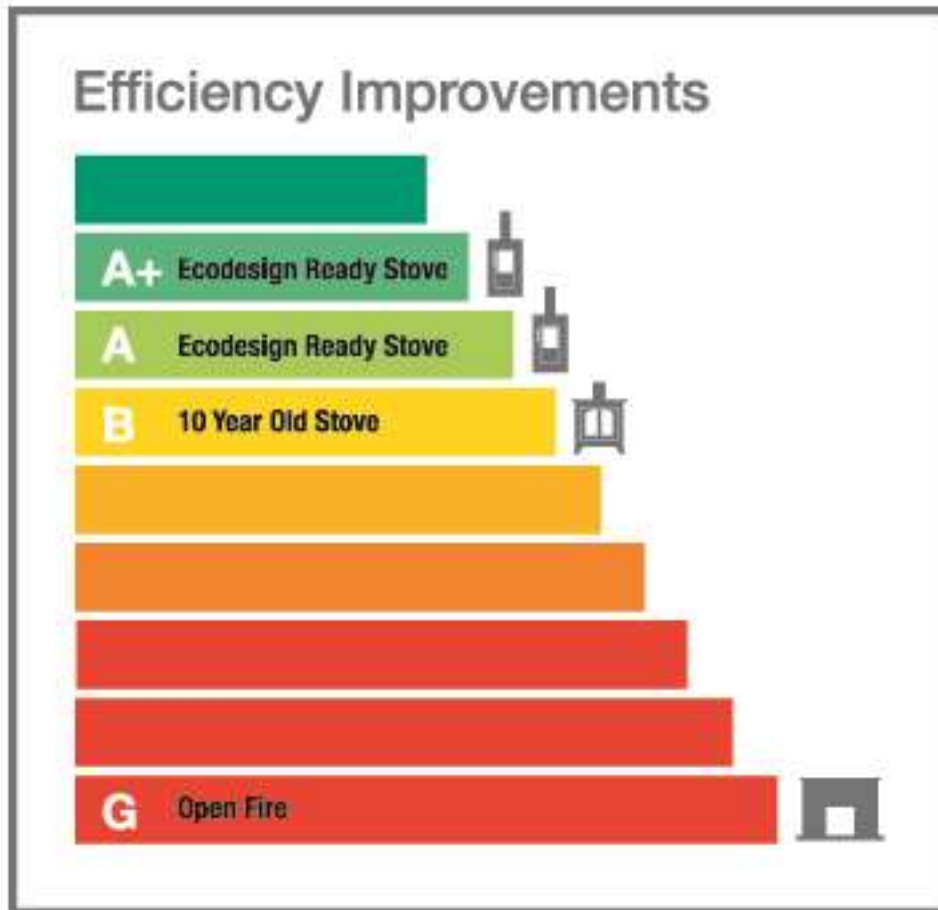 Efficiency Improvements
A+ Ecodesign Ready Stove
A Ecodesign Ready Stove
B 10 Year Old Stove
G Open Fire